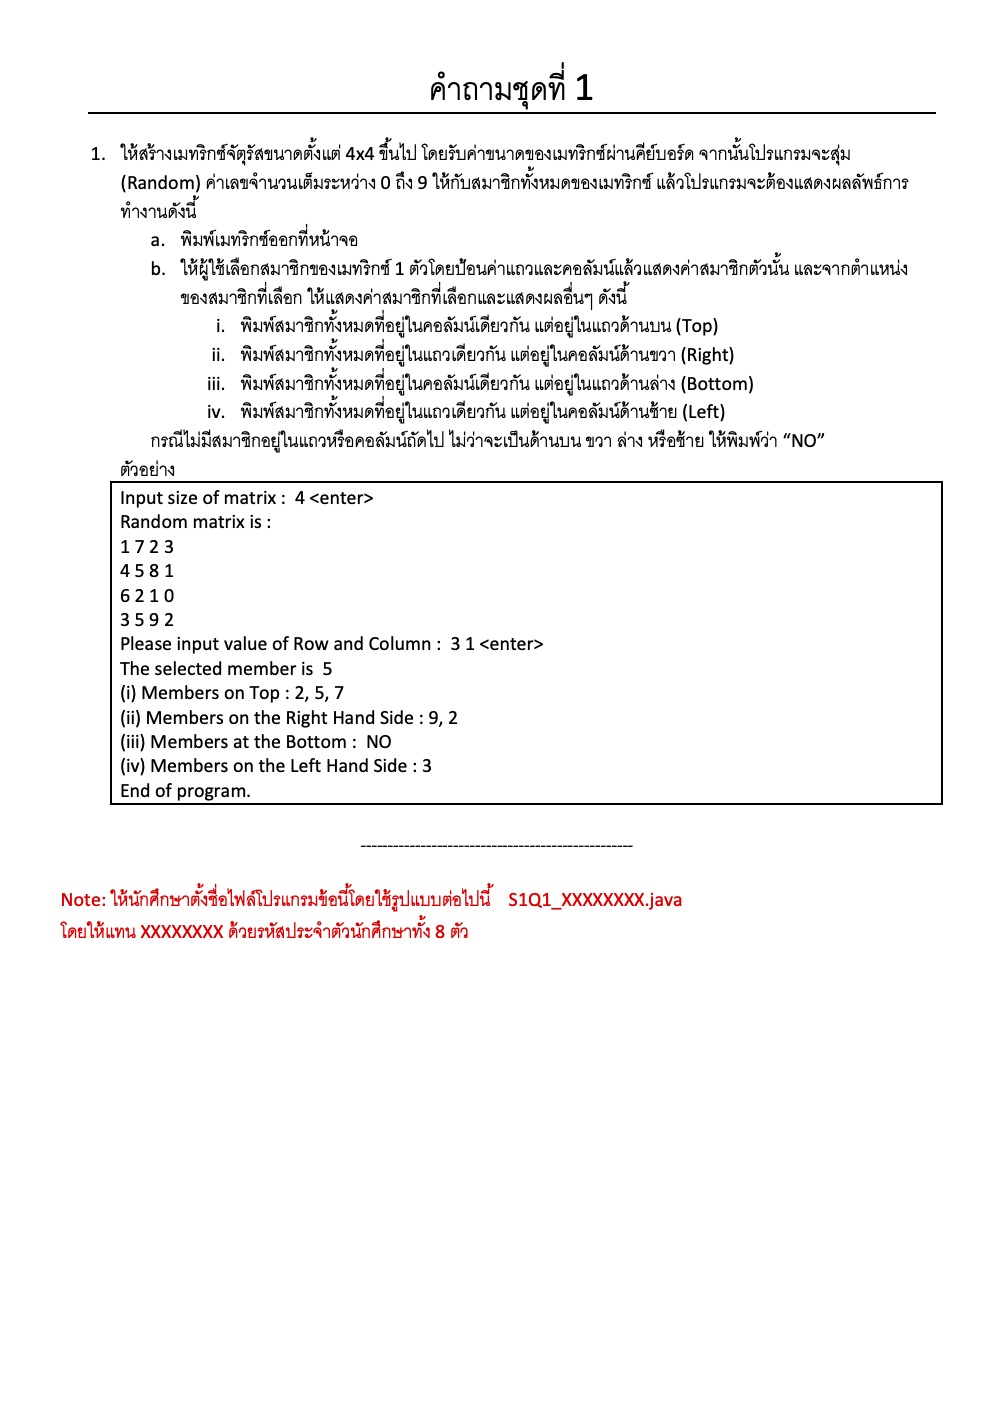 คำถามชุดที่ 1
1. ให้สร้างเมทริกซ์จัตุรัสขนาดตั้งแต่ 4x4 ขึ้นไป โดยรับค่าขนาดของเมทริกซ์ผ่านคีย์บอร์ด จากนั้นโปรแกรมจะสุ่ม
(Random) ค่าเลขจำนวนเต็มระหว่าง 0 ถึง 9 ให้กับสมาชิกทั้งหมดของเมทริกซ์ แล้วโปรแกรมจะต้องแสดงผลลัพธ์การ
ทำงานดังนี้
a. พิมพ์เมทริกซ์ออกที่หน้าจอ
b. ให้ผู้ใช้เลือกสมาชิกของเมทริกซ์ 1 ตัวโดยป้อนค่าแถวและคอลัมน์แล้วแสดงค่าสมาชิกตัวนั้น และจากตำแหน่ง
ของสมาชิกที่เลือก ให้แสดงค่าสมาชิกที่เลือกและแสดงผลอื่นๆ ดังนี้
i. พิมพ์สมาชิกทั้งหมดที่อยู่ในคอลัมน์เดียวกัน แต่อยู่ในแถวด้านบน (Top)
ii. พิมพ์สมาชิกทั้งหมดที่อยู่ในแถวเดียวกัน แต่อยู่ในคอลัมน์ด้านขวา (Right)
iii. พิมพ์สมาชิกทั้งหมดที่อยู่ในคอลัมน์เดียวกัน แต่อยู่ในแถวด้านล่าง (Bottom)
iv. พิมพ์สมาชิกทั้งหมดที่อยู่ในแถวเดียวกัน แต่อยู่ในคอลัมน์ด้านซ้าย (Left)
กรณีไม่มีสมาชิกอยู่ในแถวหรือคอลัมน์ถัดไป ไม่ว่าจะเป็นด้านบน ขวา ล่าง หรือซ้าย ให้พิมพ์ว่า “NO”
ตัวอย่าง
Input size of matrix : 4 <enter>
Random matrix is :
1 7 2 3
4 5 8 1
6 2 1 0
3 5 9 2
Please input value of Row and Column : 3 1 <enter>
The selected member is 5
(i) Members on Top : 2, 5, 7
(ii) Members on the Right Hand Side : 9, 2
(iii) Members at the Bottom : NO
(iv) Members on the Left Hand Side : 3
End of program.
--------------------------------------------------
Note: ให้นักศึกษาตั้งชื่อไฟล์โปรแกรมข้อนี้โดยใช้รูปแบบต่อไปนี้ S1Q1_XXXXXXXX.java
โดยให้แทน XXXXXXXX ด้วยรหัสประจำตัวนักศึกษาทั้ง 8 ตัว